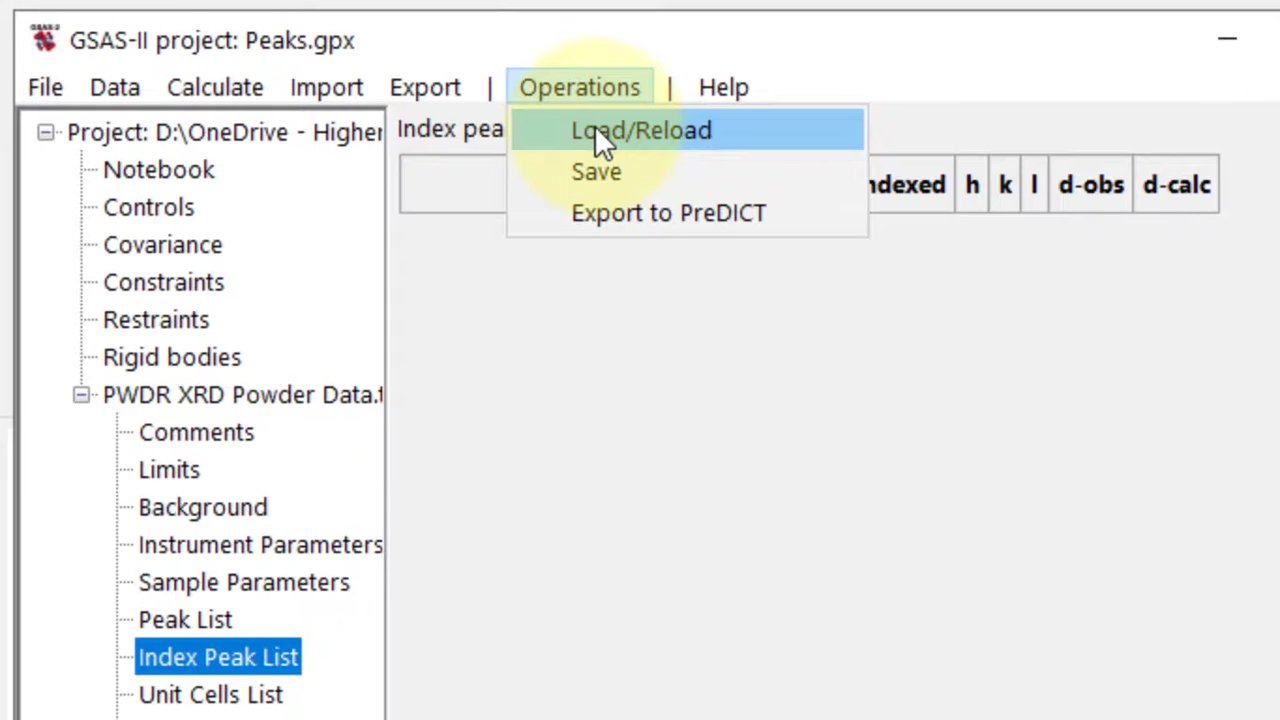 GSAS-II project: Peaks.gpx
File Data Calculate Import Export | Operations | Help
Project: D:\OneDrive - Higher
Notebook
Controls
Covariance
Constraints
Restraints
Rigid bodies
PWDR XRD Powder Data.t
Comments
Limits
Background
Instrument Parameters
Sample Parameters
Peak List
Index Peak List
Unit Cells List
Index pea
Load/Reload
Save
Export to PreDICT
ndexed h k l d-obs d-calc